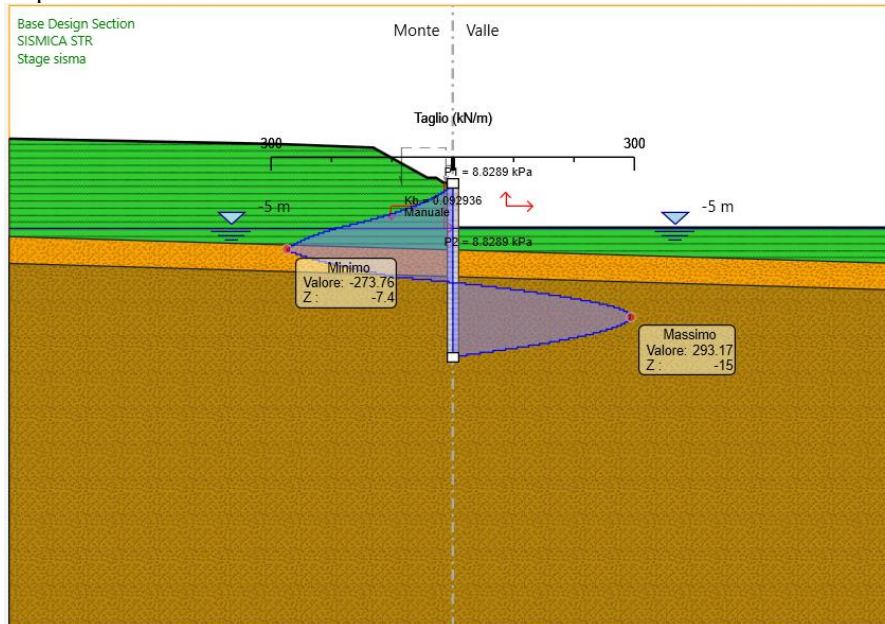 Base Design Section
SISMICA STR
Stage sisma
Monte
Valle
Taglio (kN/m)
300
300
P1 = 8.8289 kPa
Kh = 0.092936
Manuale
-5 m
-5 m
P2 = 8.8289 kPa
Minimo
Valore: -273.76
Z : -7.4
Massimo
Valore: 293.17
Z : -15